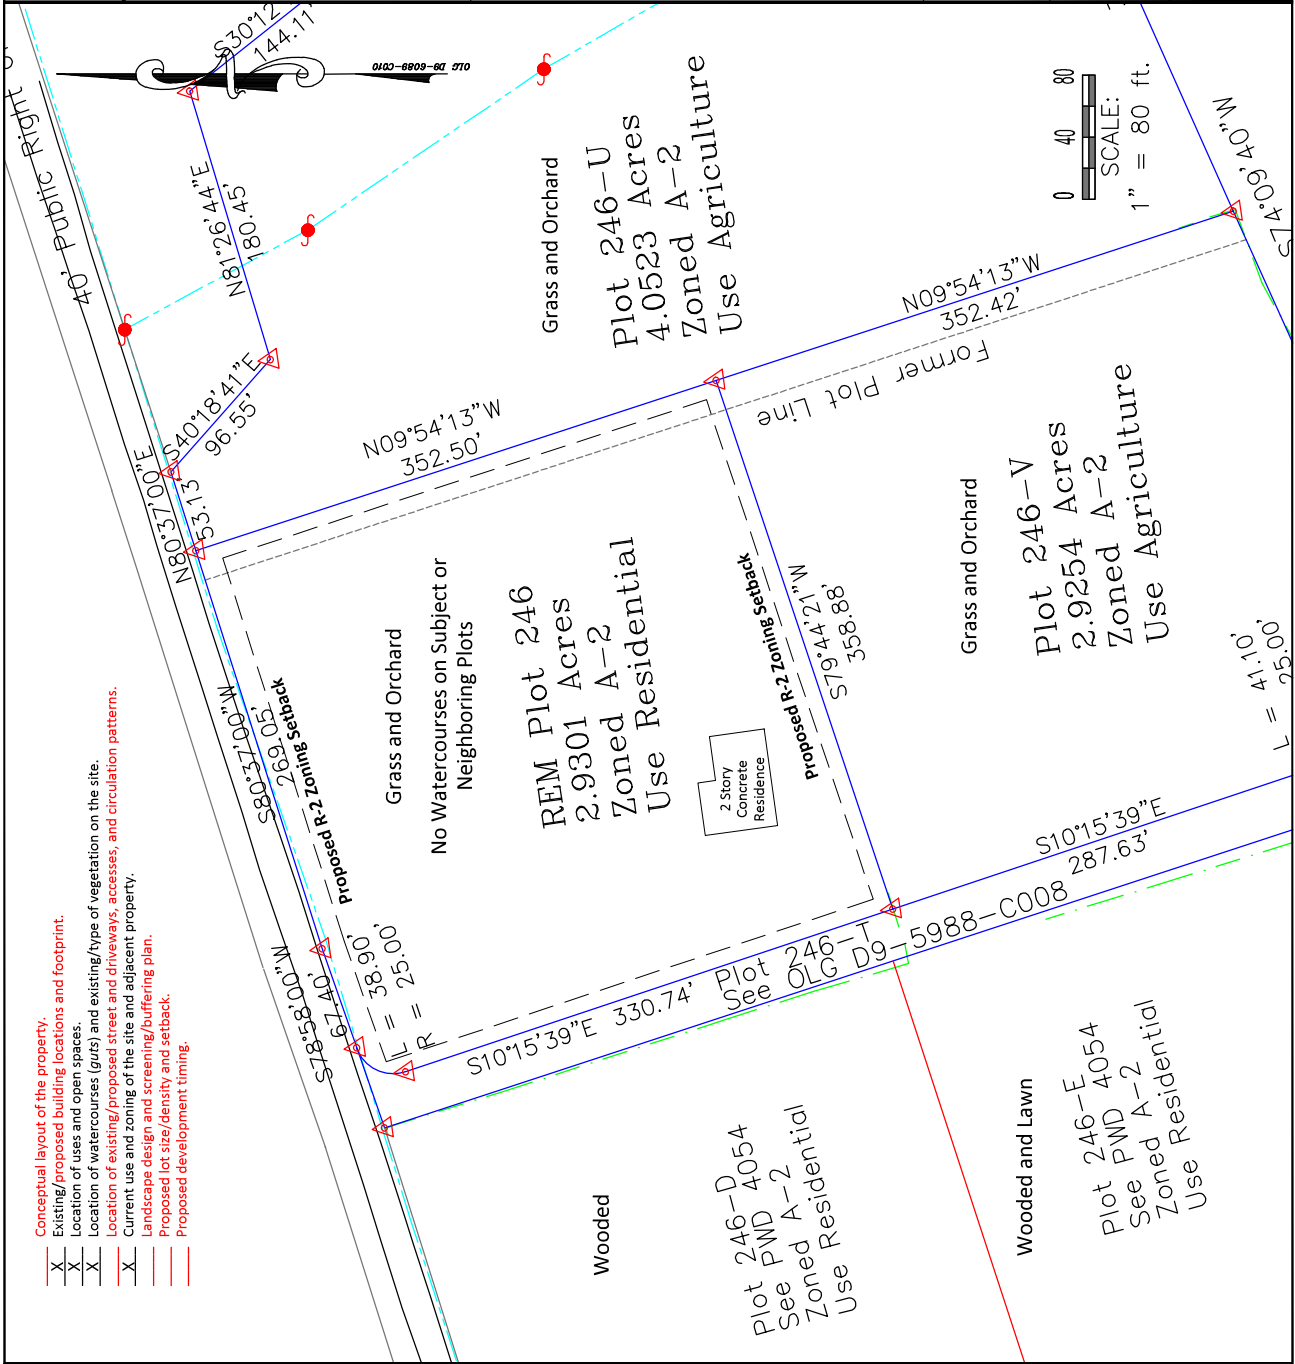 Conceptual layout of the property.
X Existing/proposed building locations and footprint.
X Location of uses and open spaces.
X Location of watercourses (guts) and existing/type of vegetation on the site.
Location of existing/proposed street and driveways, accesses, and circulation patterns.
X Current use and zoning of the site and adjacent property.
Landscape design and screening/buffering plan.
Proposed lot size/density and setback.
Proposed development timing.
40' Public Right
OLG D9-6089-C010
S30°12'
144.11'
N81°26'44"E
180.45'
S40°18'41"E
96.55'
N80°37'00"E
53.13'
S80°37'00"W
269.05'
Proposed R-2 Zoning Setback
S78°58'00"W
67.40'
L = 38.90'
R = 25.00'
N09°54'13"W
352.50'
Grass and Orchard
No Watercourses on Subject or
Neighboring Plots
REM Plot 246
2.9301 Acres
Zoned A-2
Use Residential
2 Story
Concrete
Residence
Proposed R-2 Zoning Setback
S79°44'21"W
358.88'
S10°15'39"E 330.74'
Plot 246-T
See OLG D9-5988-C008
Grass and Orchard
Plot 246-U
4.0523 Acres
Zoned A-2
Use Agriculture
0 40 80
SCALE:
1" = 80 ft.
N09°54'13"W
352.42'
Former Plot Line
S74°09'40"W
Grass and Orchard
Plot 246-V
2.9254 Acres
Zoned A-2
Use Agriculture
L = 41.10'
25.00'
S10°15'39"E
287.63'
Wooded
Plot 246-D
See PWD 4054
Zoned A-2
Use Residential
Wooded and Lawn
Plot 246-E
See PWD 4054
Zoned A-2
Use Residential